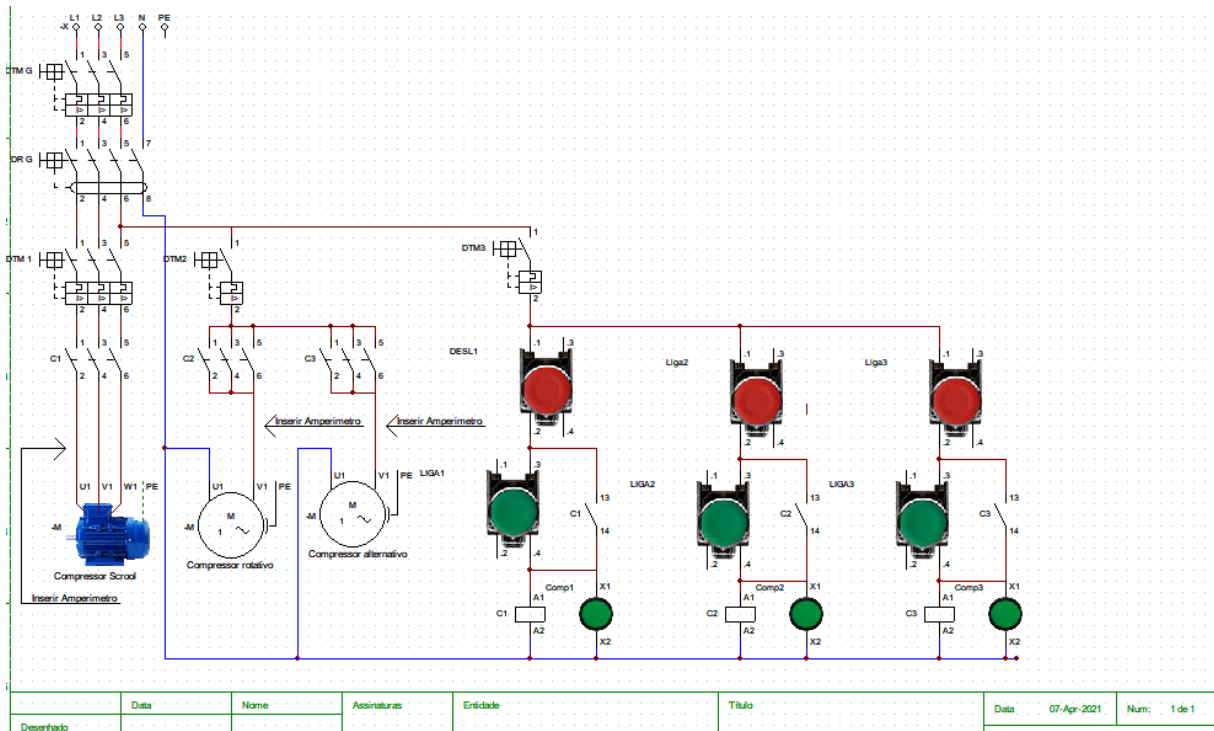 L1 L2 L3 N PE
-X
1 3 5
DTM G
I> I> I>
2 4 6
1 3 5 7
DR G
2 4 6 8
1 3 5
DTM 1
I> I> I>
2 4 6
1
DTM2
I>
2
1
DTM3
I>
2
C1
1 3 5
2 4 6
C2
1 3 5
2 4 6
C3
1 3 5
2 4 6
DESL1
.1 .3
.2 .4
Liga2
.1 .3
.2 .4
Liga3
.1 .3
.2 .4
Inserir Amperimetro
Inserir Amperimetro
U1 V1 W1 PE
-M
Compressor Scrool
Inserir Amperimetro
U1 V1 PE
-M
M
1
Compressor rotativo
U1 V1 PE
-M
M
1
Compressor alternativo
LIGA1
.1 .3
.2 .4
C1
13
14
LIGA2
.1 .3
.2 .4
C2
13
14
LIGA3
.1 .3
.2 .4
C3
13
14
Comp1
C1
A1
A2
X1
X2
Comp2
C2
A1
A2
X1
X2
Comp3
C3
A1
A2
X1
X2
Data Nome Assinaturas Entidade Título Data 07-Apr-2021 Num: 1 de 1
Desenhado